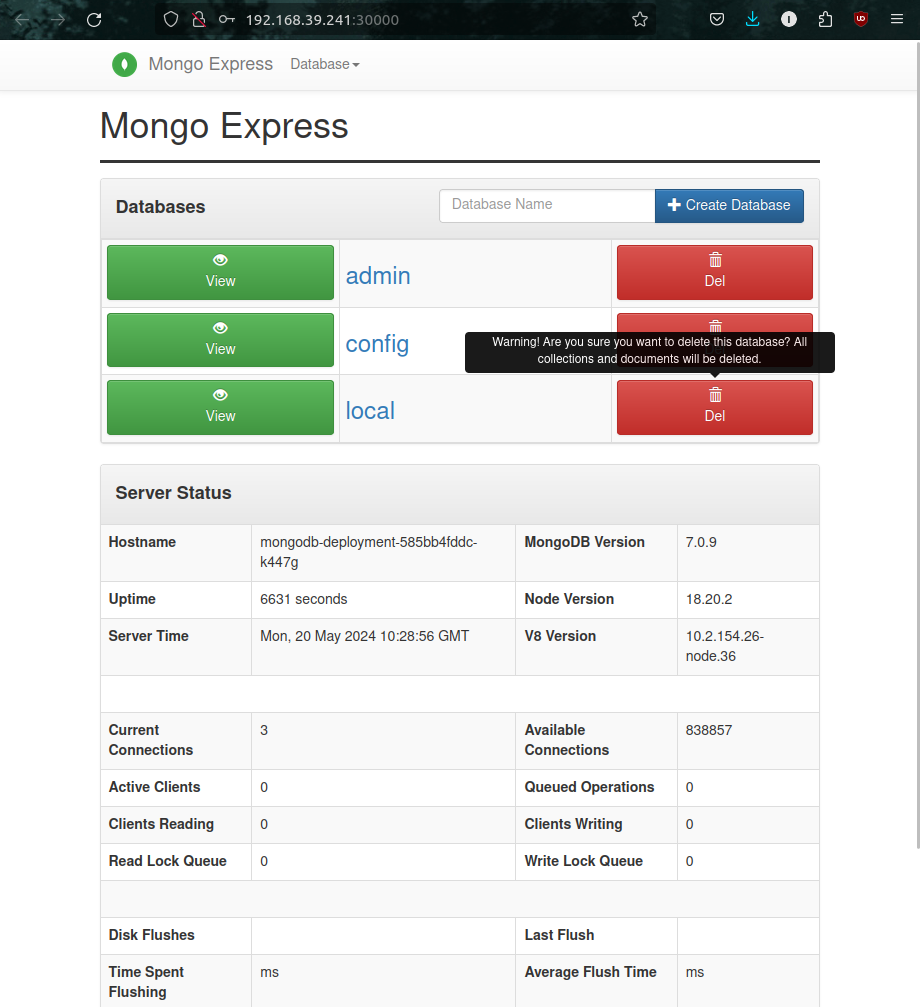 192.168.39.241:30000
Mongo Express Database
Mongo Express
Databases
Database Name
Create Database
View
admin
Del
View
config
Warning! Are you sure you want to delete this database? All
collections and documents will be deleted.
View
local
Del
Server Status
Hostname
mongodb-deployment-585bb4fddc-
k447g
MongoDB Version
7.0.9
Uptime
6631 seconds
Node Version
18.20.2
Server Time
Mon, 20 May 2024 10:28:56 GMT
V8 Version
10.2.154.26-
node.36
Current
Connections
3
Available
Connections
838857
Active Clients
0
Queued Operations
0
Clients Reading
0
Clients Writing
0
Read Lock Queue
0
Write Lock Queue
0
Disk Flushes
Last Flush
Time Spent
Flushing
ms
Average Flush Time
ms